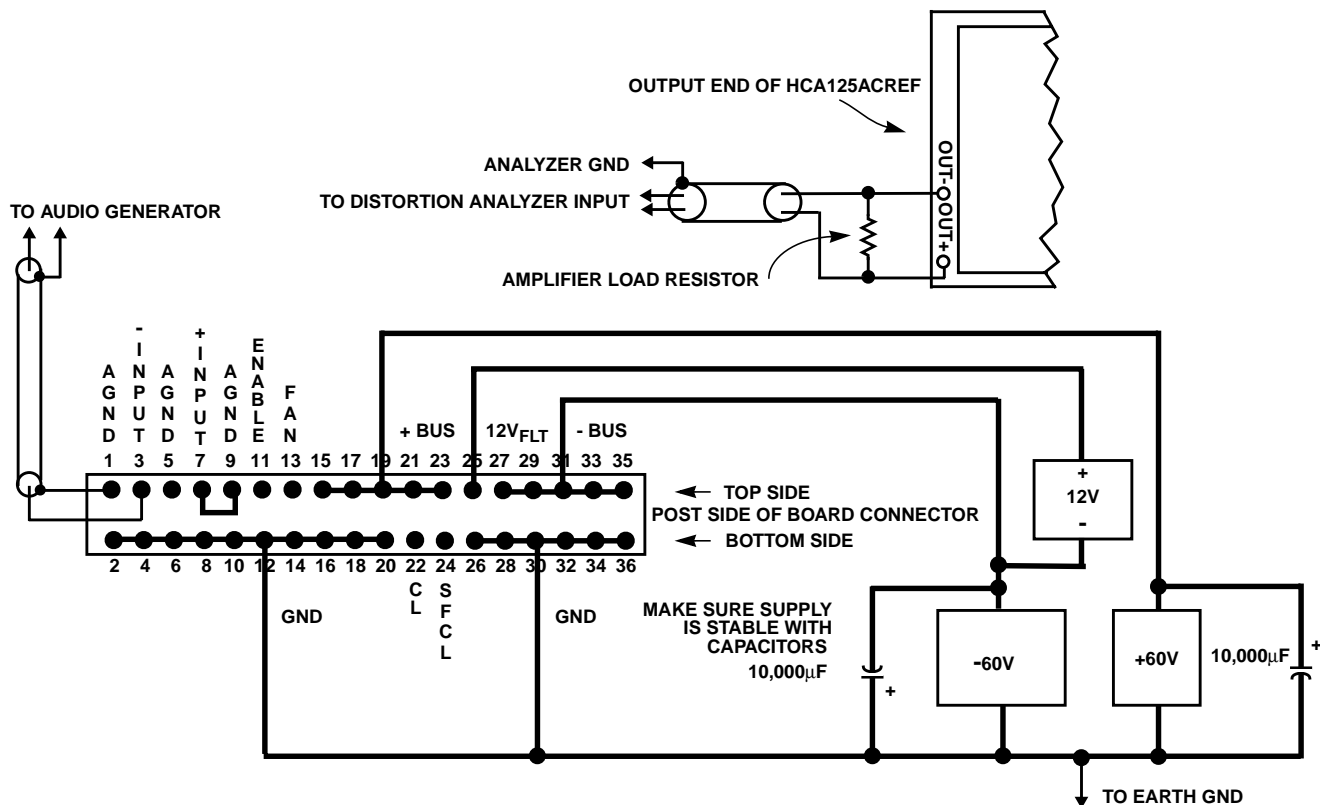 OUTPUT END OF HCA125ACREF
OUT-
OUT+
ANALYZER GND
TO DISTORTION ANALYZER INPUT
AMPLIFIER LOAD RESISTOR
TO AUDIO GENERATOR
AGND
-INPUT
AGND
+INPUT
AGND
ENABLE
FAN
+ BUS
12VFLT
- BUS
1 3 5 7 9 11 13 15 17 19 21 23 25 27 29 31 33 35
TOP SIDE
POST SIDE OF BOARD CONNECTOR
BOTTOM SIDE
2 4 6 8 10 12 14 16 18 20 22 24 26 28 30 32 34 36
CL
SFCL
GND
GND
+
12V
-
MAKE SURE SUPPLY
IS STABLE WITH
CAPACITORS
10,000μF
+
-60V
+60V
10,000μF
+
TO EARTH GND